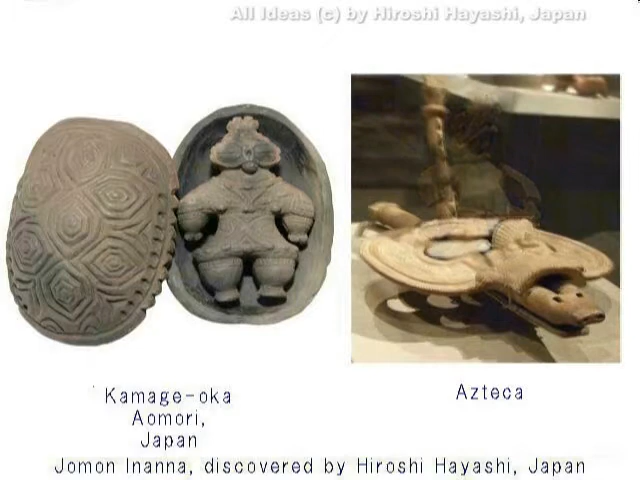 All Ideas (c) by Hiroshi Hayashi, Japan
Kamage-oka
Aomori,
Japan
Azteca
Jomon Inanna, discovered by Hiroshi Hayashi, Japan